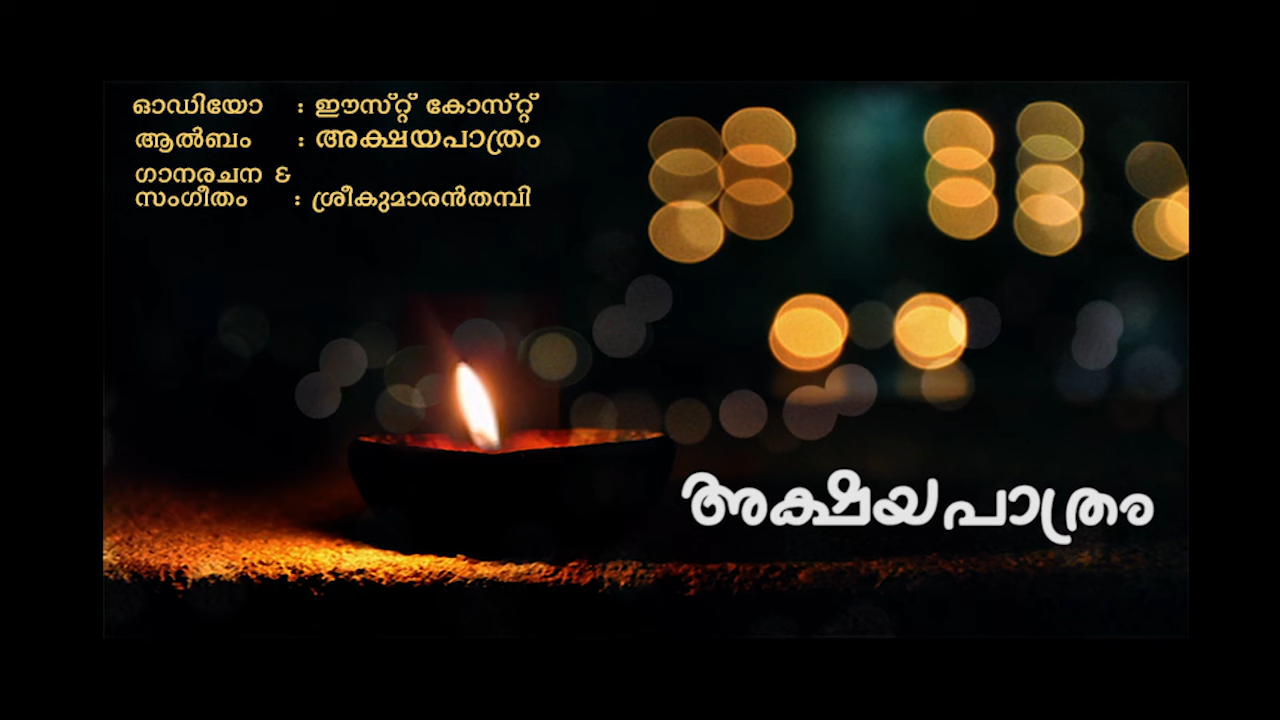 ഓഡിയോ : ഈസ്റ്റ് കോസ്റ്റ്
ആൽബം : അക്ഷയപാത്രം
ഗാനരചന &
സംഗീതം : ശ്രീകുമാരൻതമ്പി
അക്ഷയപാത്രം